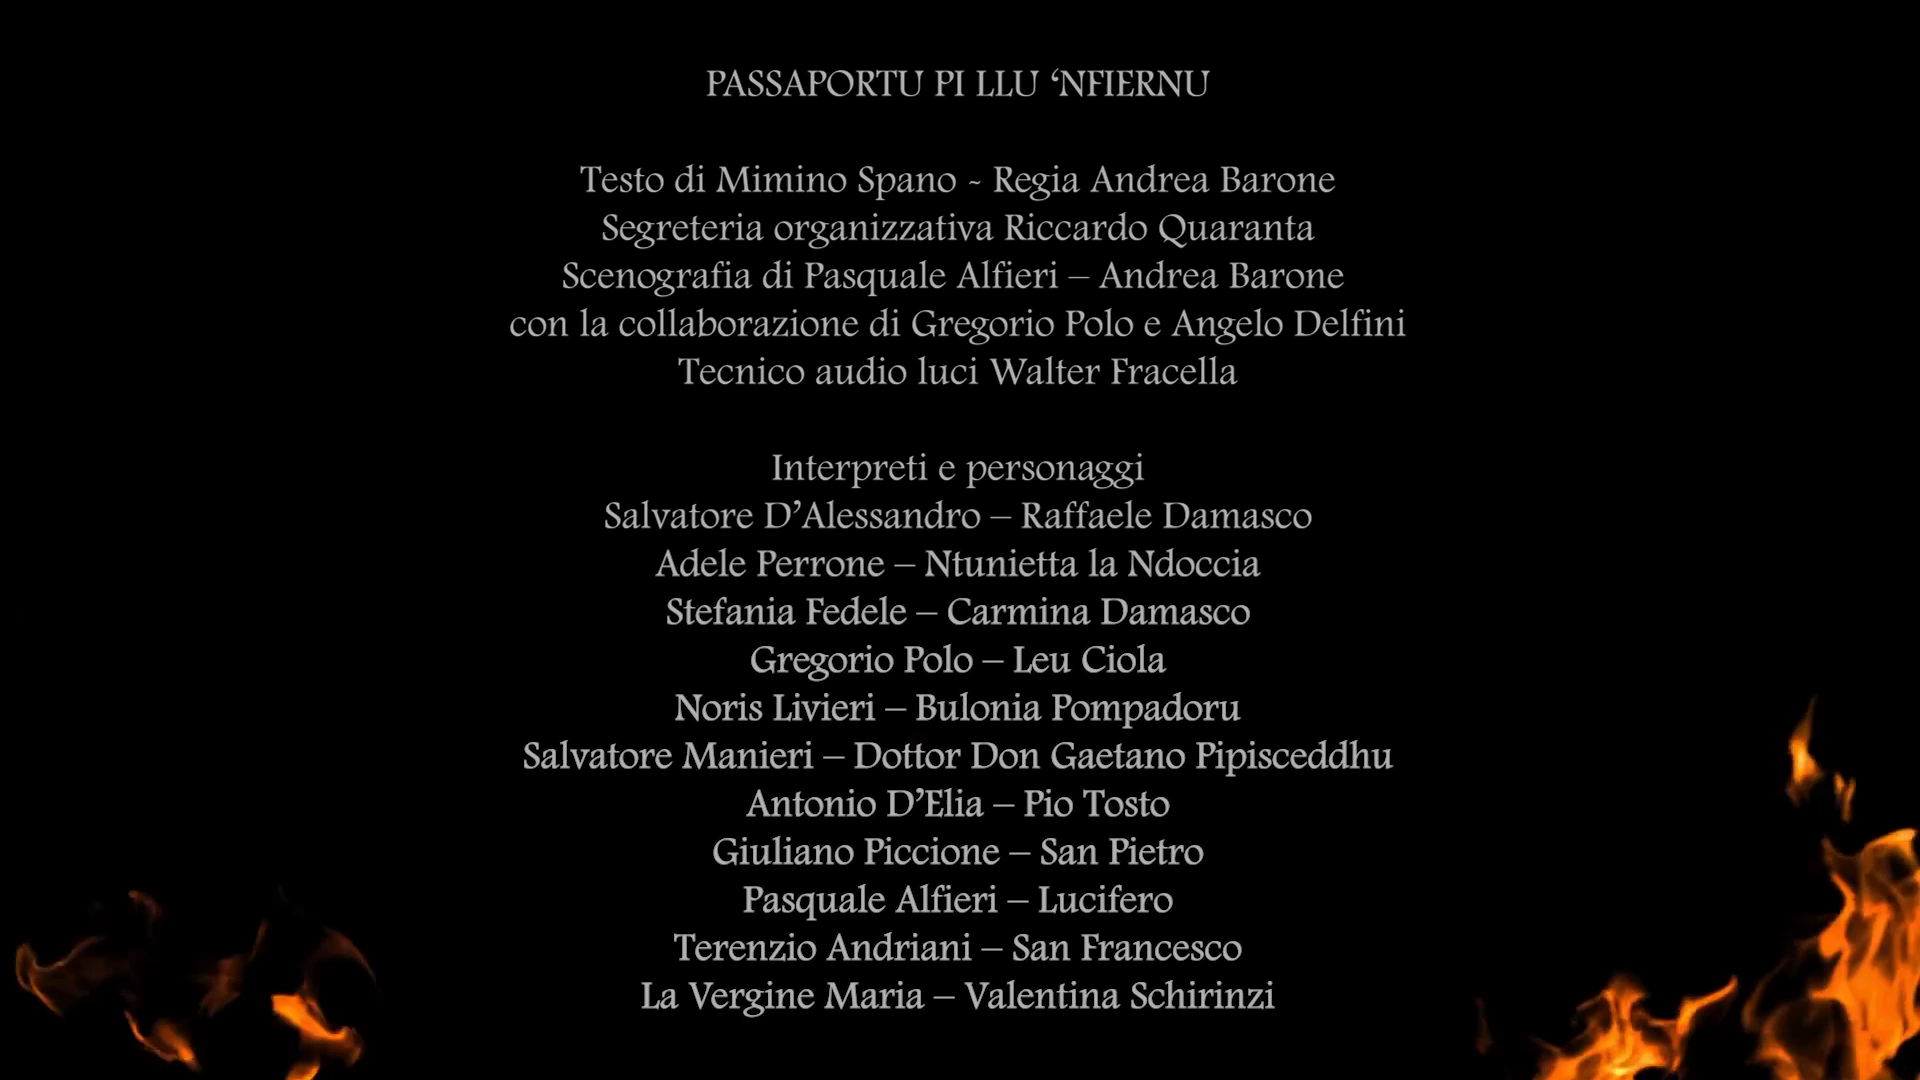 PASSAPORTU PI LLU ‘NFIERNU
Testo di Mimino Spano - Regia Andrea Barone
Segreteria organizzativa Riccardo Quaranta
Scenografia di Pasquale Alfieri – Andrea Barone
con la collaborazione di Gregorio Polo e Angelo Delfini
Tecnico audio luci Walter Fracella
Interpreti e personaggi
Salvatore D’Alessandro – Raffaele Damasco
Adele Perrone – Ntunietta la Ndoccia
Stefania Fedele – Carmina Damasco
Gregorio Polo – Leu Ciola
Noris Livieri – Bulonia Pompadoru
Salvatore Manieri – Dottor Don Gaetano Pipisceddhu
Antonio D’Elia – Pio Tosto
Giuliano Piccione – San Pietro
Pasquale Alfieri – Lucifero
Terenzio Andriani – San Francesco
La Vergine Maria – Valentina Schirinzi